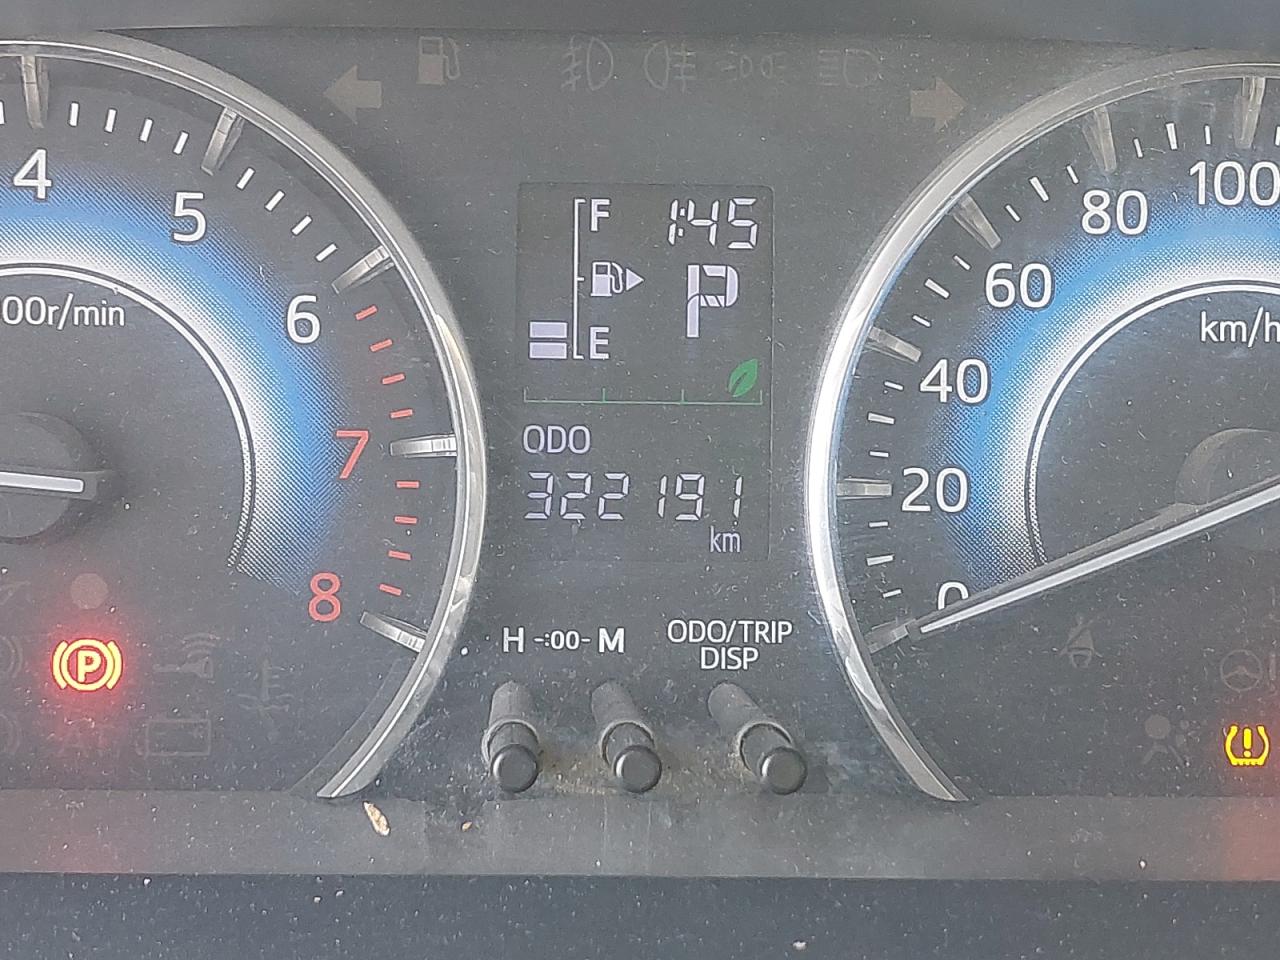 4
5
6
7
8
00r/min
F
1:45
P
E
ODO
322191
km
H -:00- M
ODO/TRIP
DISP
100
80
60
40
20
0
km/h
P